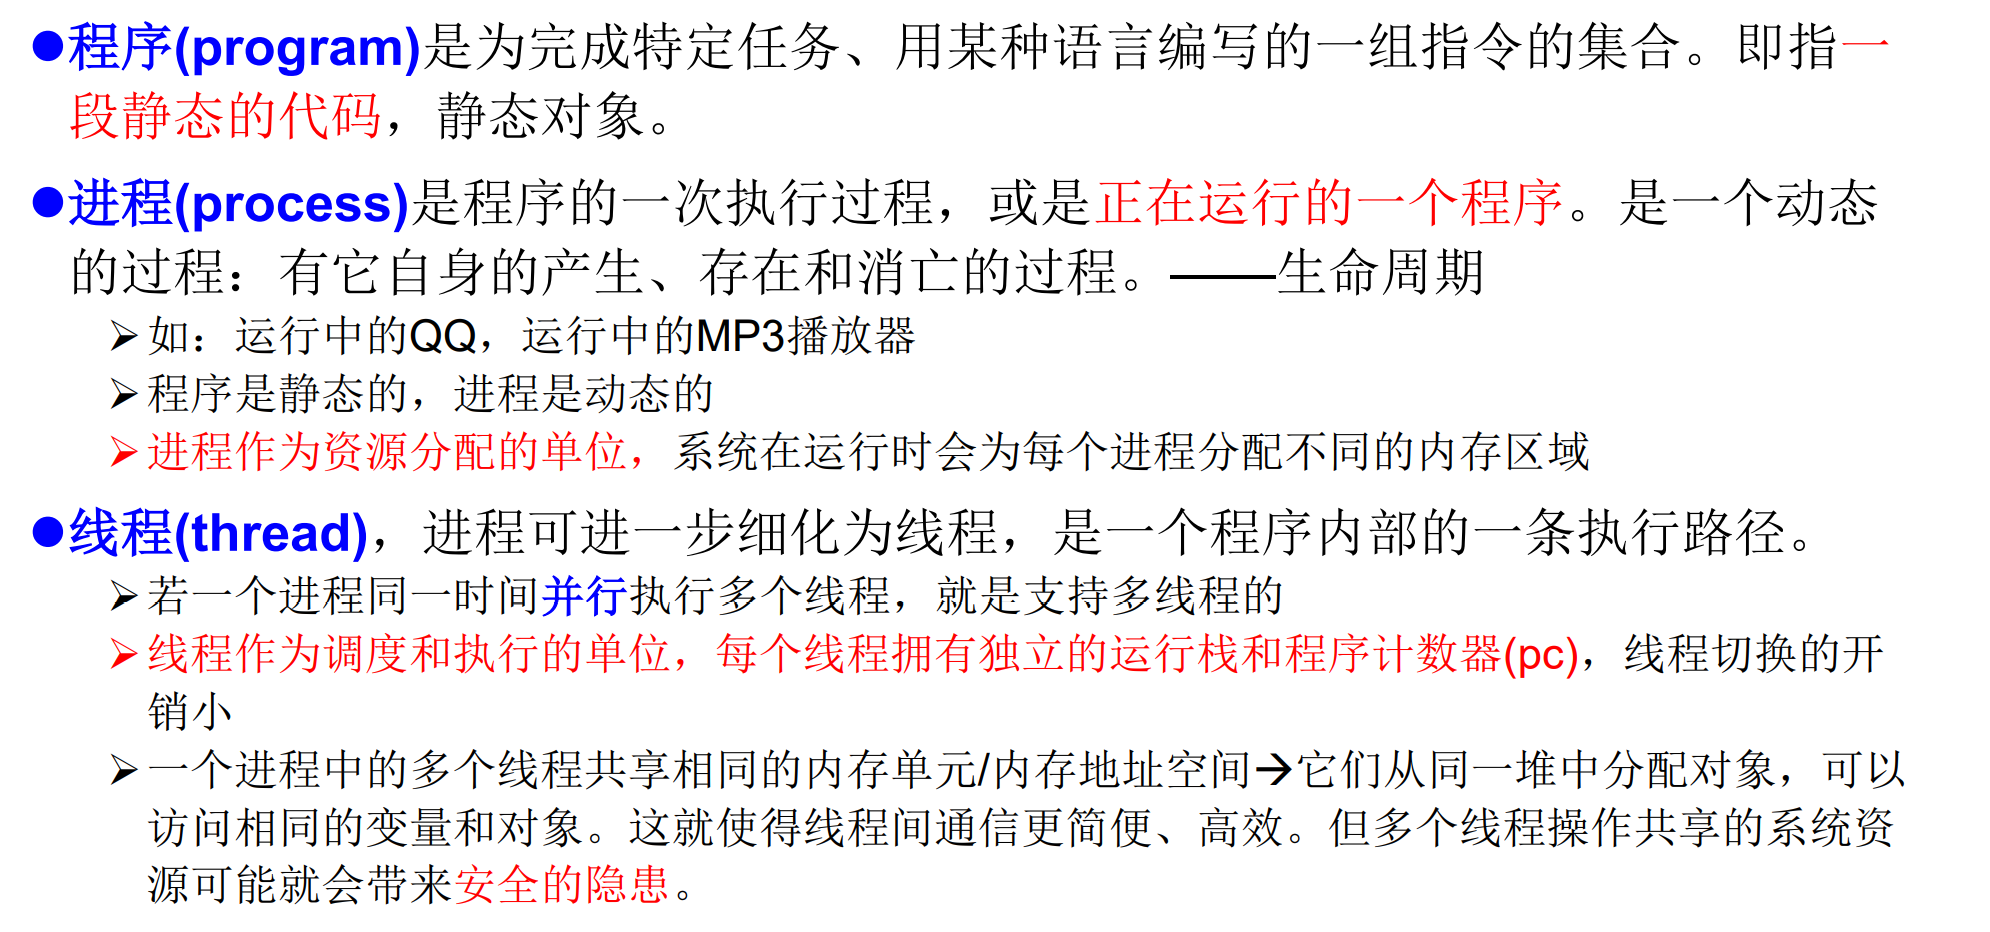 ●程序(program)是为完成特定任务、用某种语言编写的一组指令的集合。即指一
段静态的代码，静态对象。
●进程(process)是程序的一次执行过程，或是正在运行的一个程序。是一个动态
的过程：有它自身的产生、存在和消亡的过程。——生命周期
➢如：运行中的QQ，运行中的MP3播放器
➢程序是静态的，进程是动态的
➢进程作为资源分配的单位，系统在运行时会为每个进程分配不同的内存区域
●线程(thread)，进程可进一步细化为线程，是一个程序内部的一条执行路径。
➢若一个进程同一时间并行执行多个线程，就是支持多线程的
➢线程作为调度和执行的单位，每个线程拥有独立的运行栈和程序计数器(pc)，线程切换的开
销小
➢一个进程中的多个线程共享相同的内存单元/内存地址空间→它们从同一堆中分配对象，可以
访问相同的变量和对象。这就使得线程间通信更简便、高效。但多个线程操作共享的系统资
源可能就会带来安全的隐患。